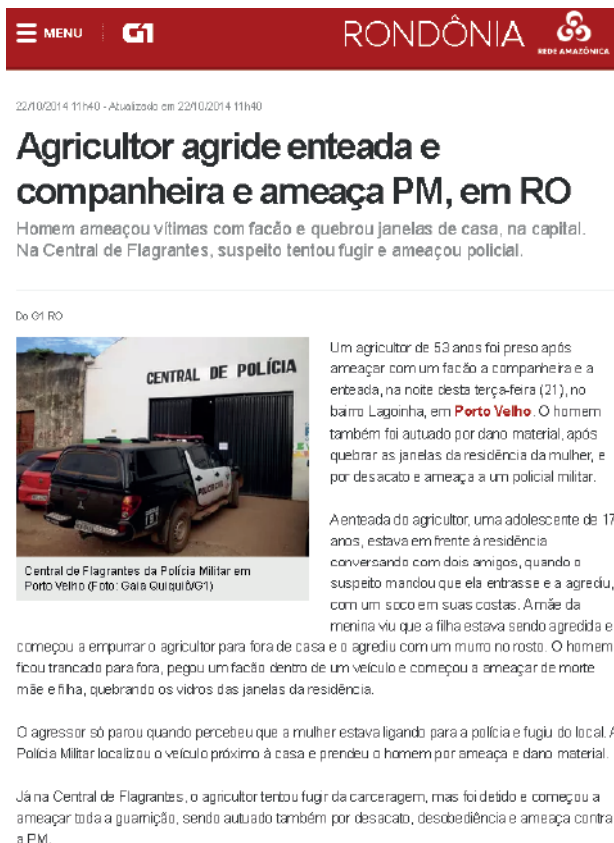 MENU
G1
RONDÔNIA
REDE AMAZÔNICA
22/10/2014 11h40 - Atualizado em 22/10/2014 11h40
Agricultor agride enteada e
companheira e ameaça PM, em RO
Homem ameaçou vítimas com facão e quebrou janelas de casa, na capital.
Na Central de Flagrantes, suspeito tentou fugir e ameaçou policial.
Do G1 RO
CENTRAL DE POLÍCIA
POLICIA CIVIL
Central de Flagrantes da Polícia Militar em
Porto Velho (Foto: Gaia Quiquiô/G1)
Um agricultor de 53 anos foi preso após
ameaçar com um facão a companheira e a
enteada, na noite desta terça-feira (21), no
bairro Lagoinha, em Porto Velho. O homem
também foi autuado por dano material, após
quebrar as janelas da residência da mulher, e
por desacato e ameaça a um policial militar.
A enteada do agricultor, uma adolescente de 17
anos, estava em frente à residência
conversando com dois amigos, quando o
suspeito mandou que ela entrasse e a agrediu,
com um soco em suas costas. A mãe da
menina viu que a filha estava sendo agredida e
começou a empurrar o agricultor para fora de casa e o agrediu com um murro no rosto. O homem
ficou trancado para fora, pegou um facão dentro de um veículo e começou a ameaçar de morte
mãe e filha, quebrando os vidros das janelas da residência.
O agressor só parou quando percebeu que a mulher estava ligando para a polícia e fugiu do local. A
Polícia Militar localizou o veículo próximo à casa e prendeu o homem por ameaça e dano material.
Já na Central de Flagrantes, o agricultor tentou fugir da carceragem, mas foi detido e começou a
ameaçar toda a guarnição, sendo autuado também por desacato, desobediência e ameaça contra
a PM.